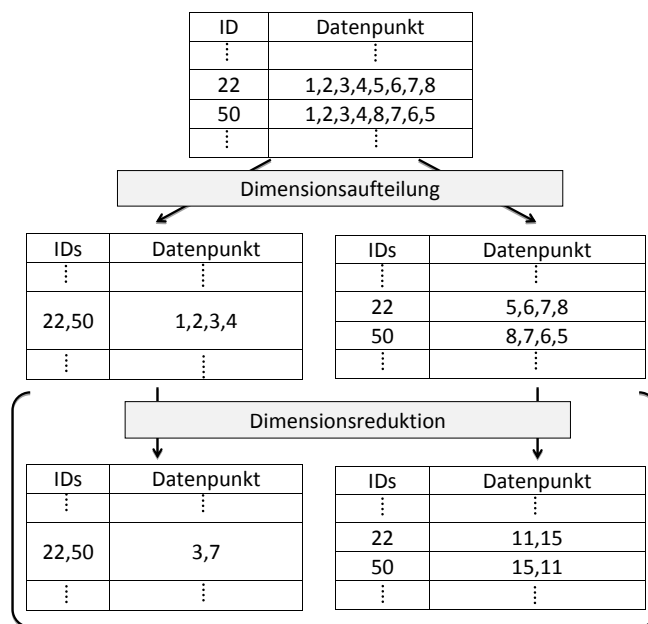 ID Datenpunkt
⋮ ⋮
22 1,2,3,4,5,6,7,8
50 1,2,3,4,8,7,6,5
⋮ ⋮
Dimensionsaufteilung
IDs Datenpunkt
⋮ ⋮
22,50 1,2,3,4
⋮ ⋮
IDs Datenpunkt
⋮ ⋮
22 5,6,7,8
50 8,7,6,5
⋮ ⋮
Dimensionsreduktion
IDs Datenpunkt
⋮ ⋮
22,50 3,7
⋮ ⋮
IDs Datenpunkt
⋮ ⋮
22 11,15
50 15,11
⋮ ⋮